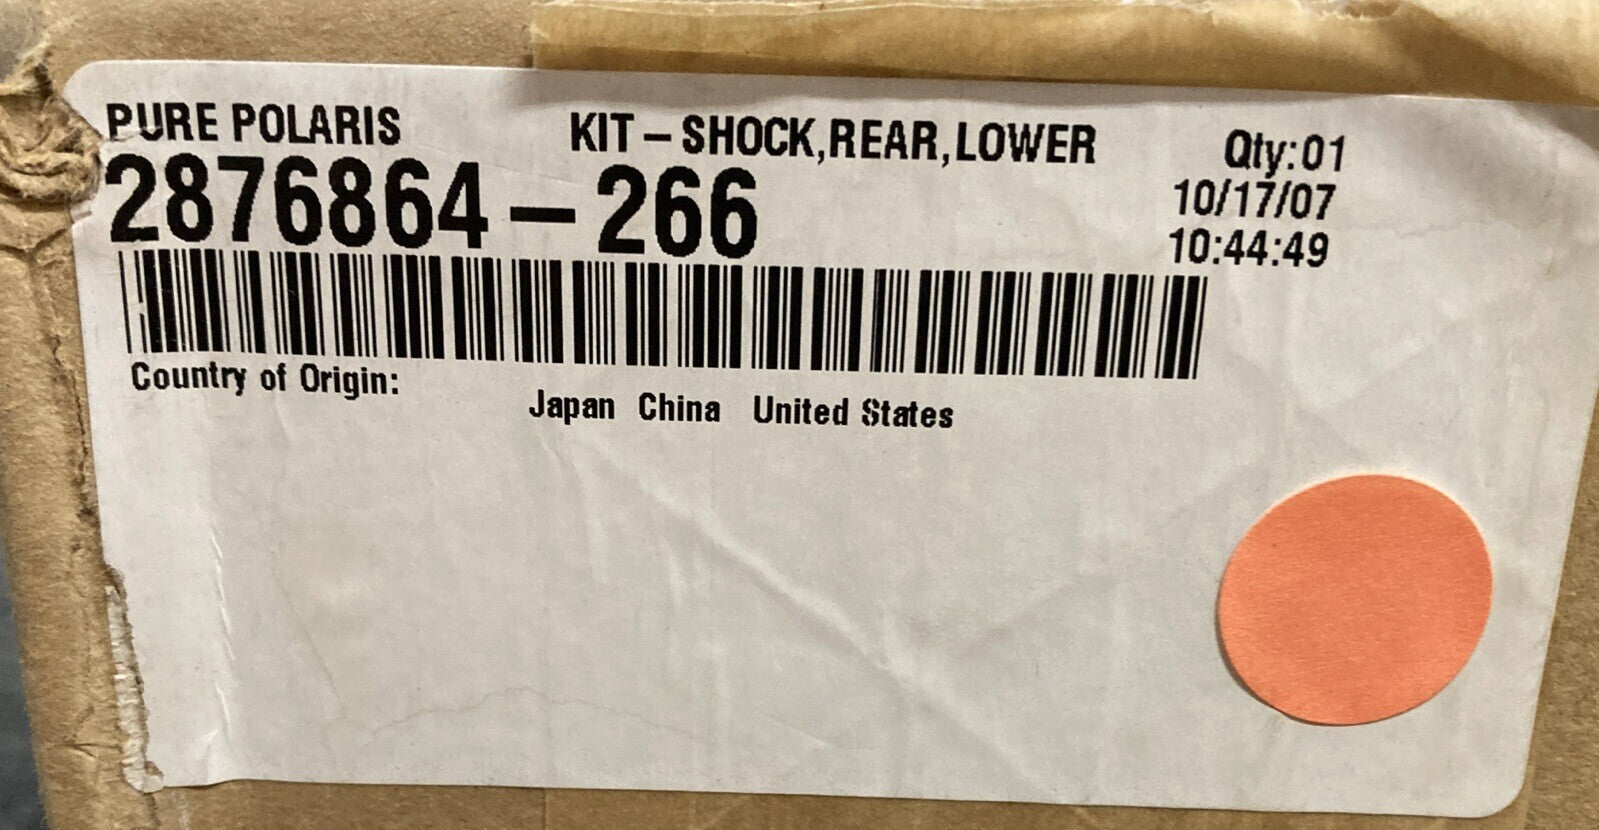 PURE POLARIS KIT – SHOCK,REAR,LOWER Qty:01
2876864 – 266 10/17/07
10:44:49
Country of Origin:
Japan China United States